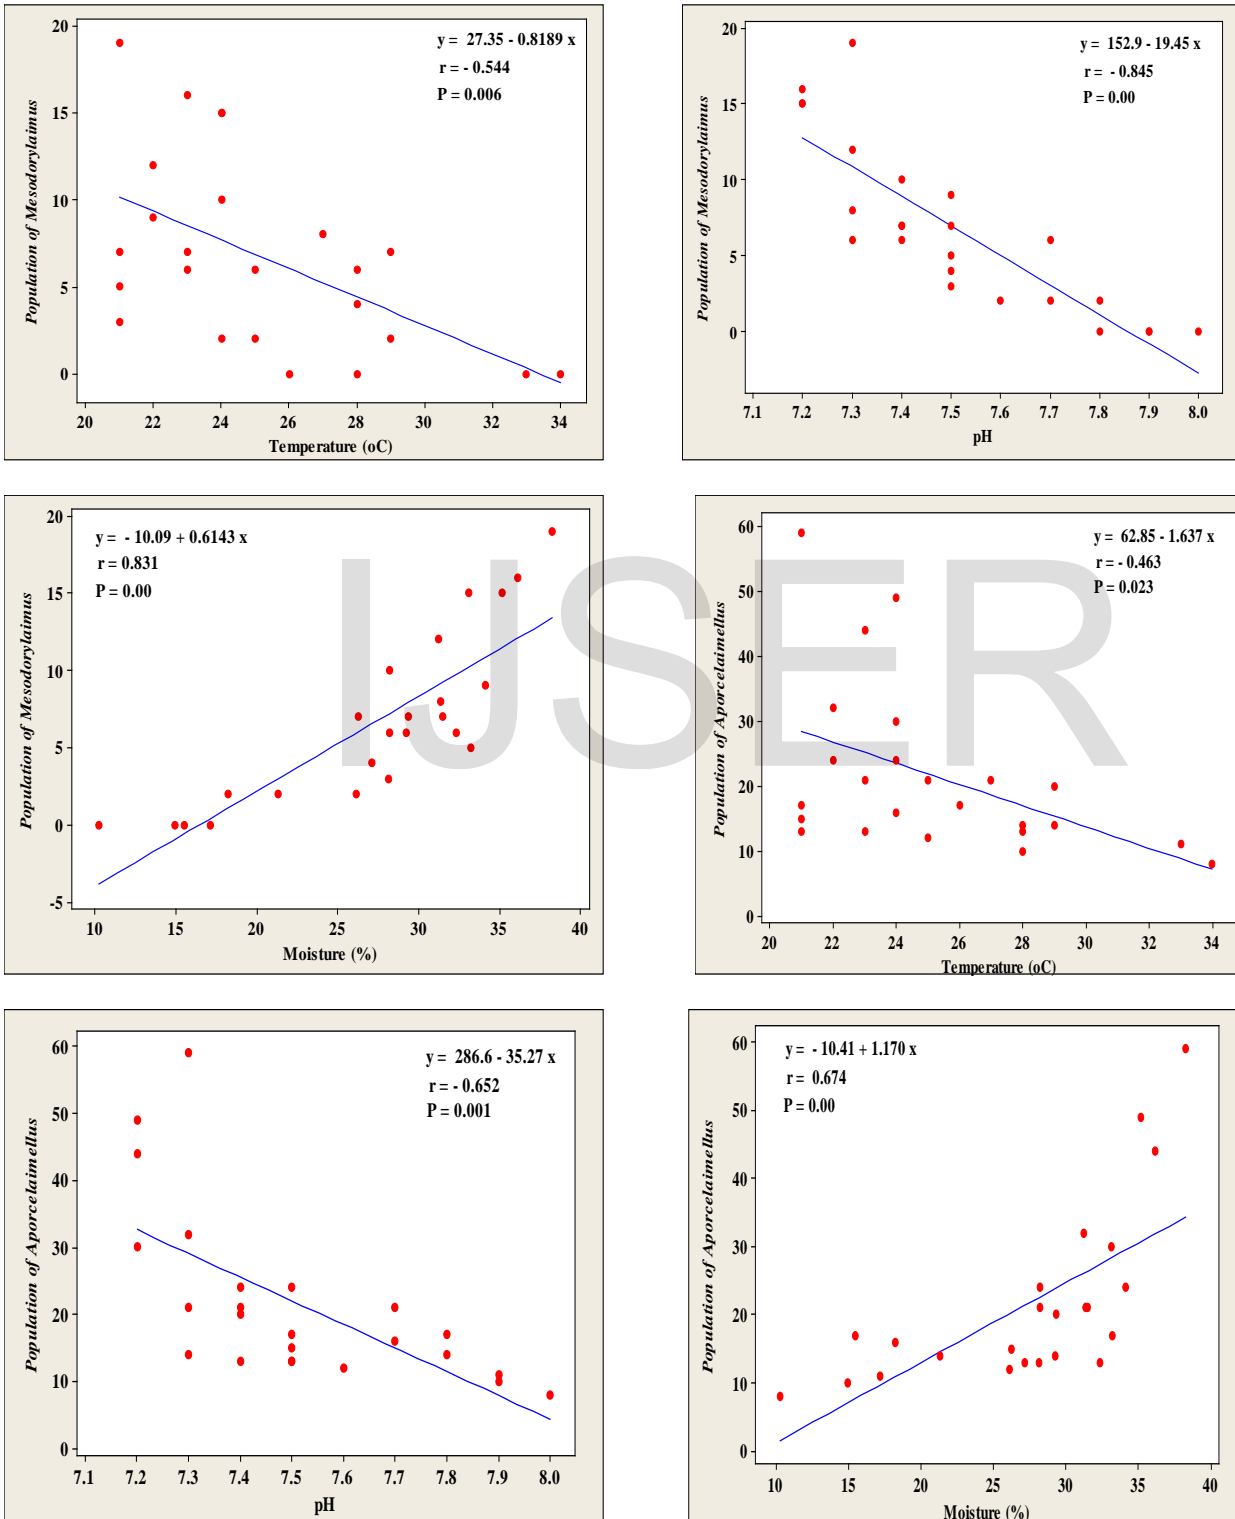 y = 27.35 - 0.8189 x
r = - 0.544
P = 0.006
Population of Mesodorylaimus
20
15
10
5
0
20 22 24 26 28 30 32 34
Temperature (oC)
y = 152.9 - 19.45 x
r = - 0.845
P = 0.00
Population of Mesodorylaimus
20
15
10
5
0
7.1 7.2 7.3 7.4 7.5 7.6 7.7 7.8 7.9 8.0
pH
y = - 10.09 + 0.6143 x
r = 0.831
P = 0.00
Population of Mesodorylaimus
20
15
10
5
0
-5
10 15 20 25 30 35 40
Moisture (%)
y = 62.85 - 1.637 x
r = - 0.463
P = 0.023
Population of Aporcelaimellus
60
50
40
30
20
10
0
20 22 24 26 28 30 32 34
Temperature (oC)
IJSER
y = 286.6 - 35.27 x
r = - 0.652
P = 0.001
Population of Aporcelaimellus
60
50
40
30
20
10
0
7.1 7.2 7.3 7.4 7.5 7.6 7.7 7.8 7.9 8.0
pH
y = - 10.41 + 1.170 x
r = 0.674
P = 0.00
Population of Aporcelaimellus
60
50
40
30
20
10
0
10 15 20 25 30 35 40
Moisture (%)